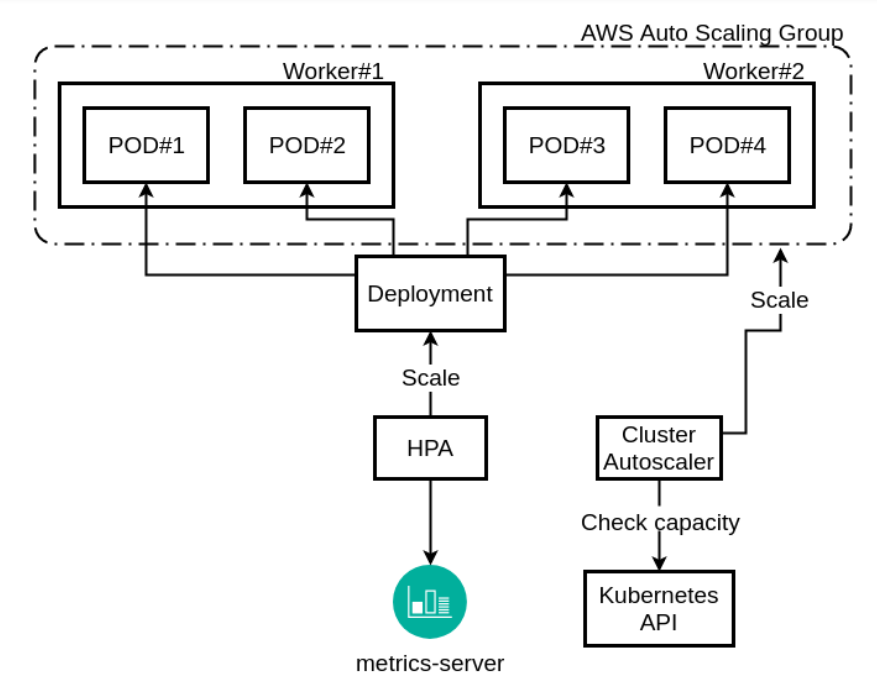 AWS Auto Scaling Group
Worker#1
Worker#2
POD#1
POD#2
POD#3
POD#4
Deployment
Scale
Scale
HPA
Cluster
Autoscaler
Check capacity
Kubernetes
API
metrics-server